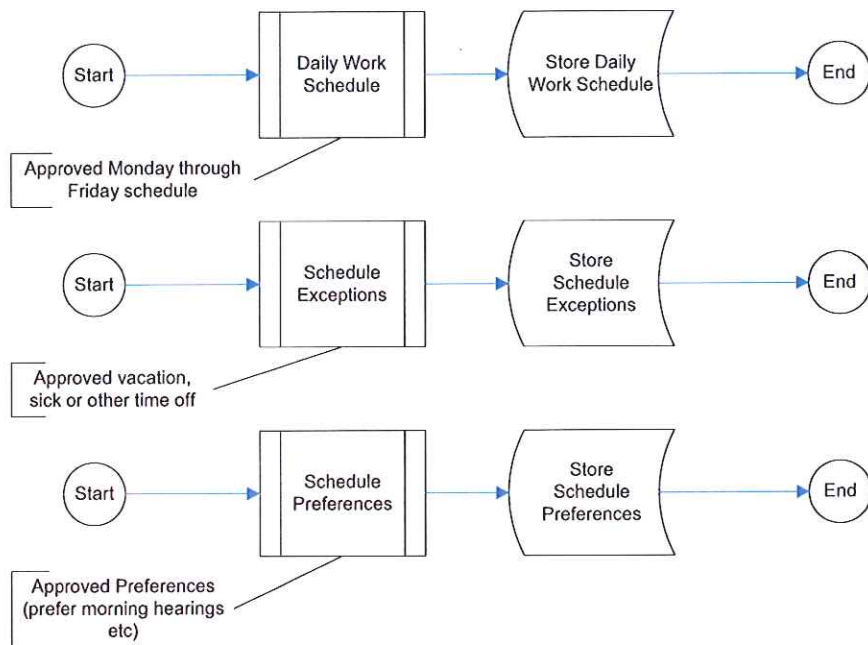 Start
Daily Work
Schedule
Store Daily
Work Schedule
End
Approved Monday through
Friday schedule
Start
Schedule
Exceptions
Store
Schedule
Exceptions
End
Approved vacation,
sick or other time off
Start
Schedule
Preferences
Store
Schedule
Preferences
End
Approved Preferences
(prefer morning hearings
etc)